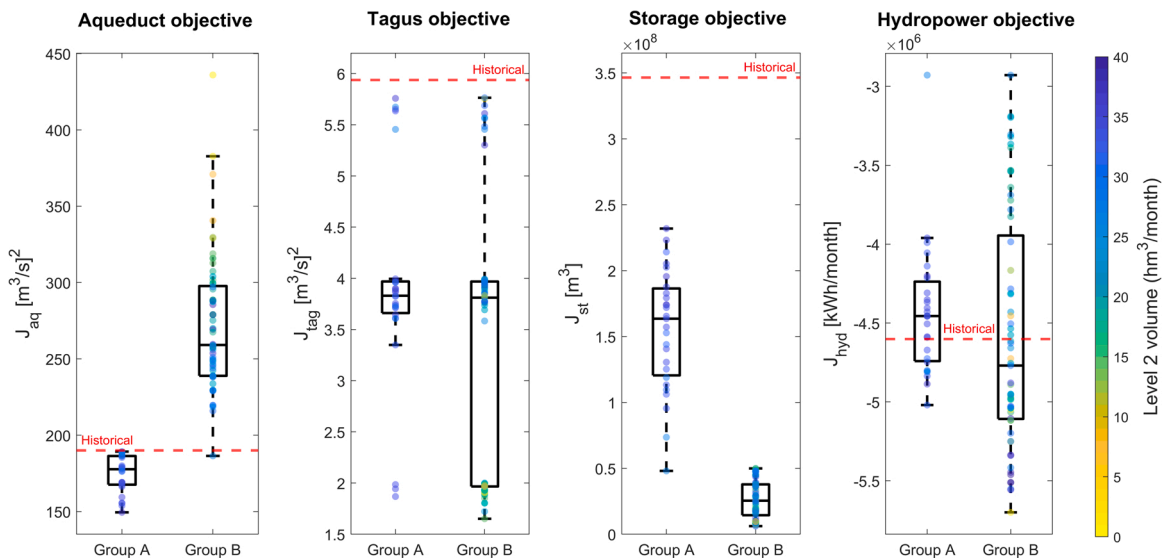 Aqueduct objective
450
400
350
300
250
200
150
J_aq [m^3/s]^2
Historical
Group A
Group B
Tagus objective
6
5.5
5
4.5
4
3.5
3
2.5
2
1.5
J_tag [m^3/s]^2
Historical
Group A
Group B
Storage objective
×10^8
3.5
3
2.5
2
1.5
1
0.5
0
J_st [m^3]
Historical
Group A
Group B
Hydropower objective
×10^6
-3
-3.5
-4
-4.5
-5
-5.5
J_hyd [kWh/month]
Historical
Group A
Group B
40
35
30
25
20
15
10
5
0
Level 2 volume (hm^3/month)